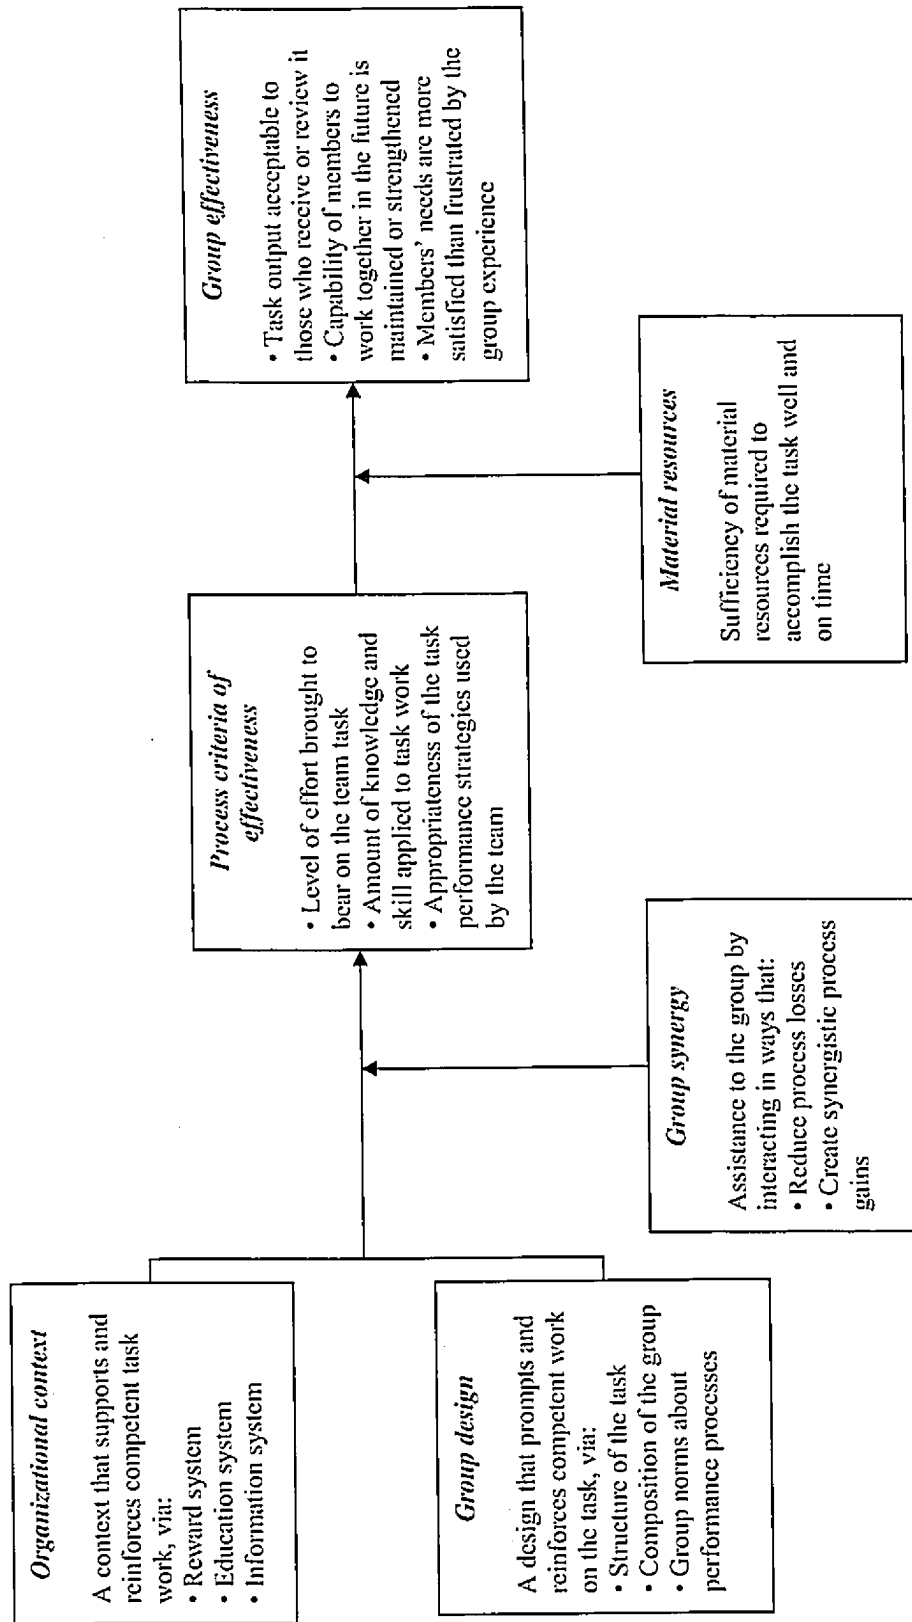 Organizational context
A context that supports and
reinforces competent task
work, via:
• Reward system
• Education system
• Information system
Group design
A design that prompts and
reinforces competent work
on the task, via:
• Structure of the task
• Composition of the group
• Group norms about
performance processes
Group synergy
Assistance to the group by
interacting in ways that:
• Reduce process losses
• Create synergistic process
gains
Process criteria of
effectiveness
• Level of effort brought to
bear on the team task
• Amount of knowledge and
skill applied to task work
• Appropriateness of the task
performance strategies used
by the team
Material resources
Sufficiency of material
resources required to
accomplish the task well and
on time
Group effectiveness
• Task output acceptable to
those who receive or review it
• Capability of members to
work together in the future is
maintained or strengthened
• Members' needs are more
satisfied than frustrated by the
group experience